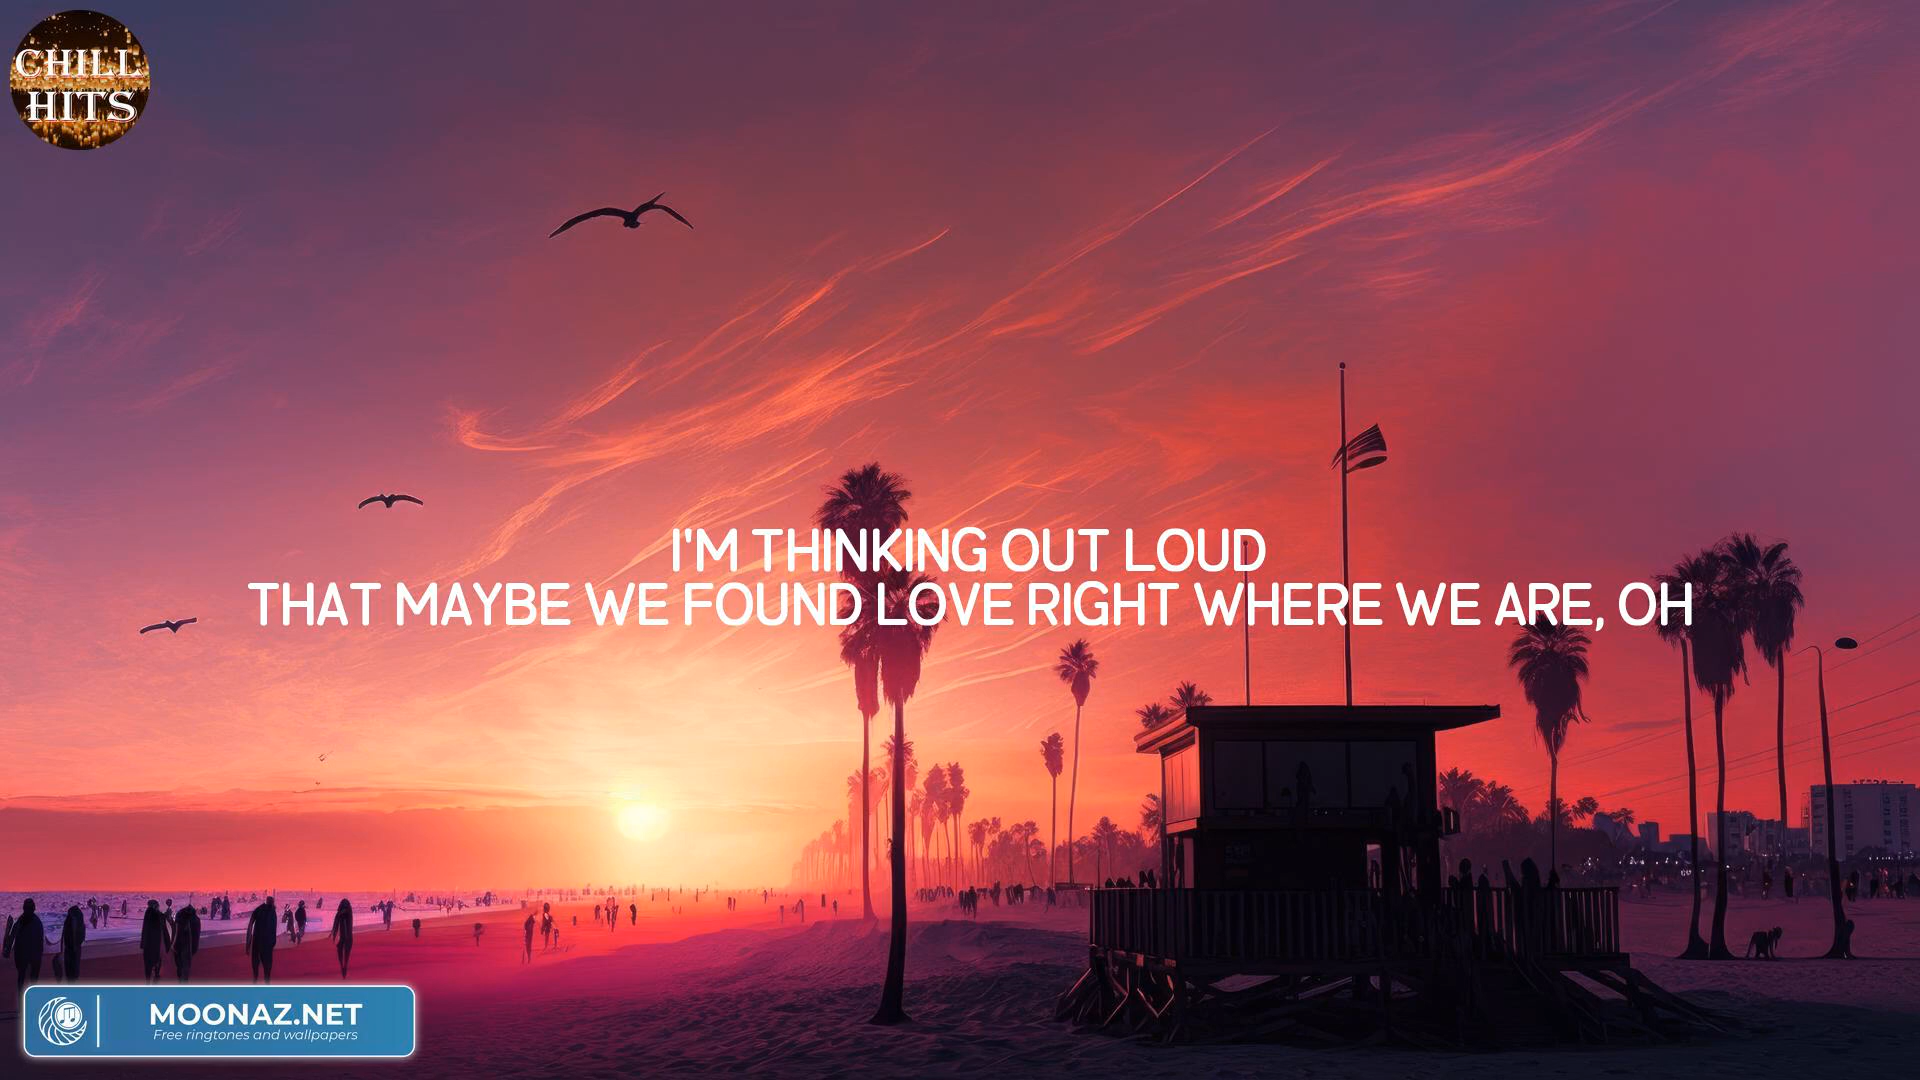 CHILL
HITS
I'M THINKING OUT LOUD
THAT MAYBE WE FOUND LOVE RIGHT WHERE WE ARE, OH
MOONAZ.NET
Free ringtones and wallpapers